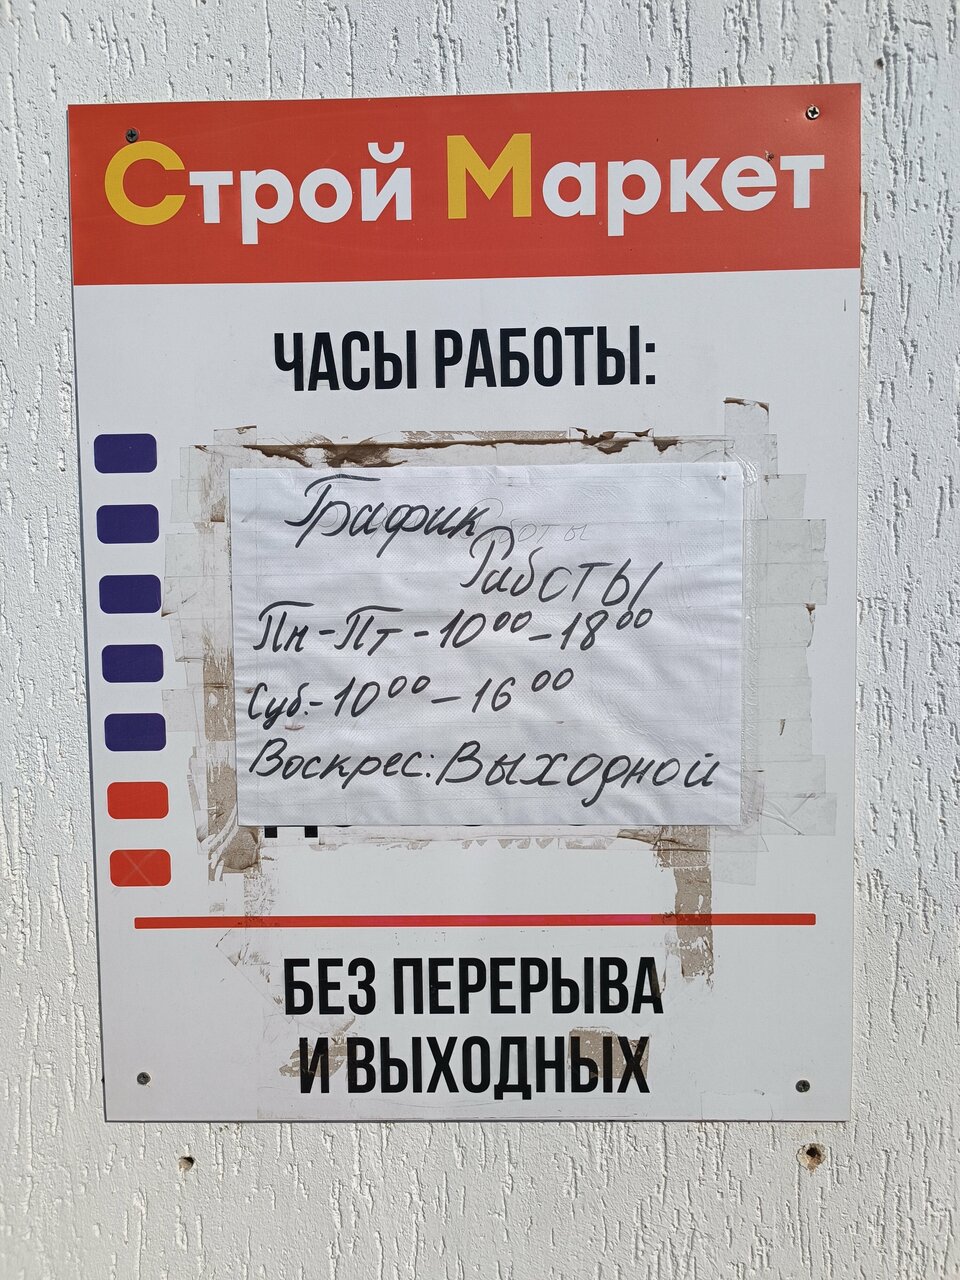 Строй Маркет
ЧАСЫ РАБОТЫ:
График
Работы
Пн-Пт-10⁰⁰-18⁰⁰
Суб.-10⁰⁰-16⁰⁰
Воскрес: Выходной
БЕЗ ПЕРЕРЫВА
И ВЫХОДНЫХ